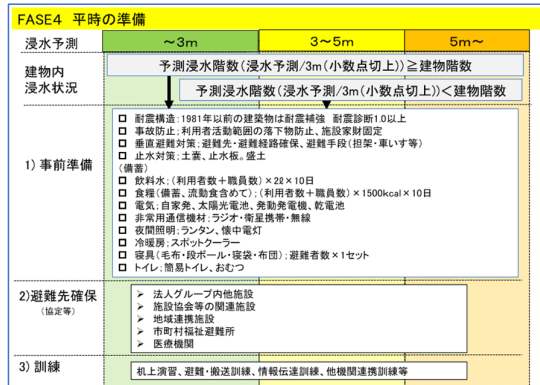 FASE4 平時の準備
浸水予測 ～3m 3～5m 5m～
建物内
浸水状況
予測浸水階数(浸水予測/3m(小数点切上))≧建物階数
予測浸水階数(浸水予測/3m(小数点切上))<建物階数
1) 事前準備
□ 耐震構造:1981年以前の建築物は耐震補強 耐震診断1.0以上
□ 事故防止;利用者活動範囲の落下物防止、施設家財固定
□ 垂直避難対策;避難先・避難経路確保、避難手段(担架・車いす等)
□ 止水対策;土嚢、止水板。盛土
(備蓄)
□ 飲料水;(利用者数+職員数)×2ℓ×10日
□ 食糧(備蓄、流動食含めて);(利用者数+職員数)×1500kcal×10日
□ 電気;自家発、太陽光電池、発動発電機、乾電池
□ 非常用通信機材;ラジオ・衛星携帯・無線
□ 夜間照明;ランタン、懐中電灯
□ 冷暖房;スポットクーラー
□ 寝具(毛布・段ボール・寝袋・布団);避難者数×1セット
□ トイレ;簡易トイレ、おむつ
2)避難先確保
(協定等)
➢ 法人グループ内他施設
➢ 施設協会等の関連施設
➢ 地域連携施設
➢ 市町村福祉避難所
➢ 医療機関
3) 訓練
机上演習、避難・搬送訓練、情報伝達訓練、他機関連携訓練等